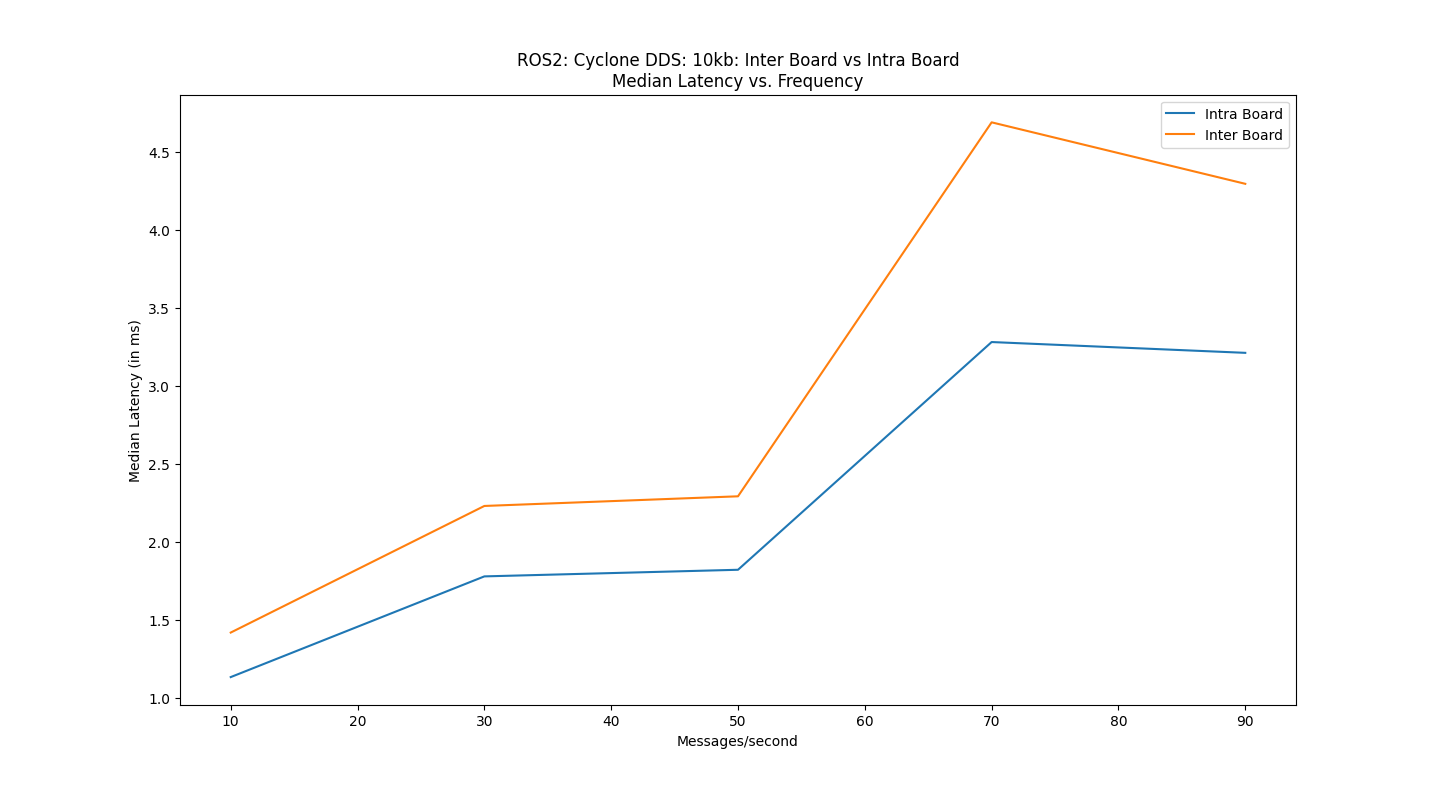 ROS2: Cyclone DDS: 10kb: Inter Board vs Intra Board
Median Latency vs. Frequency
Intra Board
Inter Board
4.5
4.0
3.5
3.0
2.5
2.0
1.5
1.0
Median Latency (in ms)
10 20 30 40 50 60 70 80 90
Messages/second